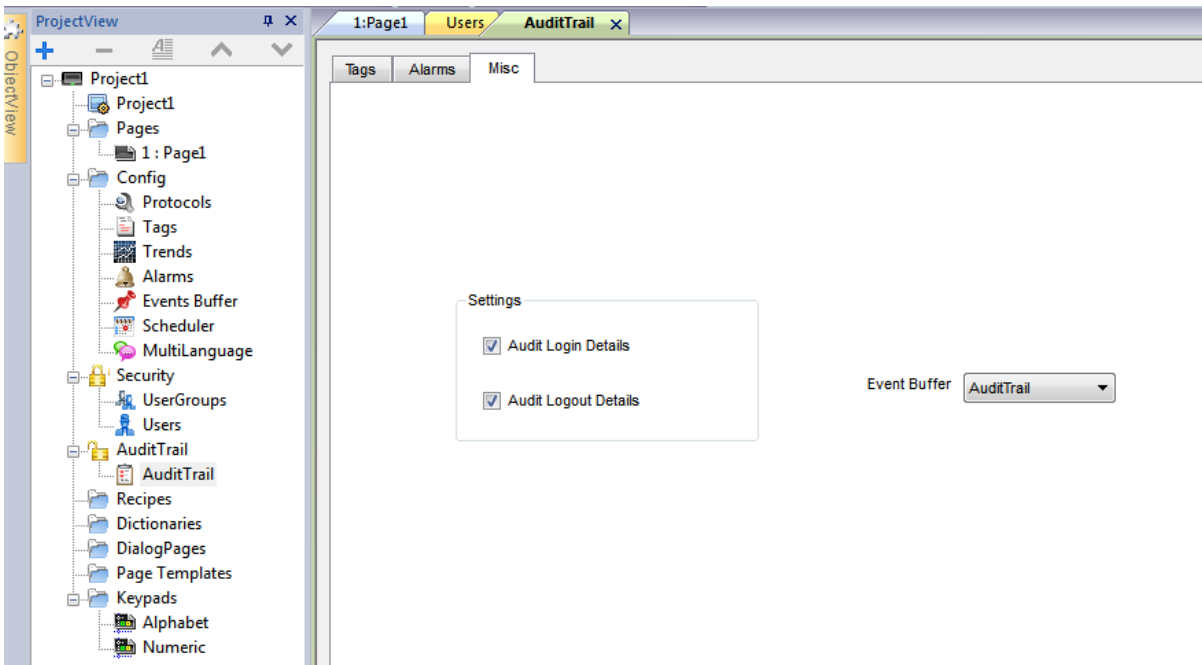 ObjectView
ProjectView
Project1
Project1
Pages
1 : Page1
Config
Protocols
Tags
Trends
Alarms
Events Buffer
Scheduler
MultiLanguage
Security
UserGroups
Users
AuditTrail
AuditTrail
Recipes
Dictionaries
DialogPages
Page Templates
Keypads
Alphabet
Numeric
1:Page1 Users AuditTrail
Tags Alarms Misc
Settings
Audit Login Details
Audit Logout Details
Event Buffer AuditTrail